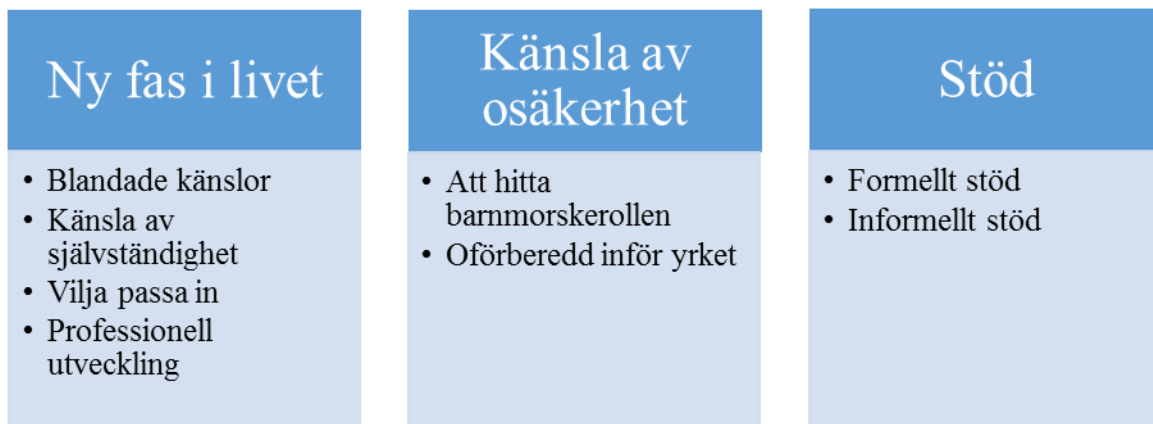 Ny fas i livet
• Blandade känslor
• Känsla av
självständighet
• Vilja passa in
• Professionell
utveckling
Känsla av
osäkerhet
• Att hitta
barnmorskerollen
• Oförberedd inför yrket
Stöd
• Formellt stöd
• Informellt stöd